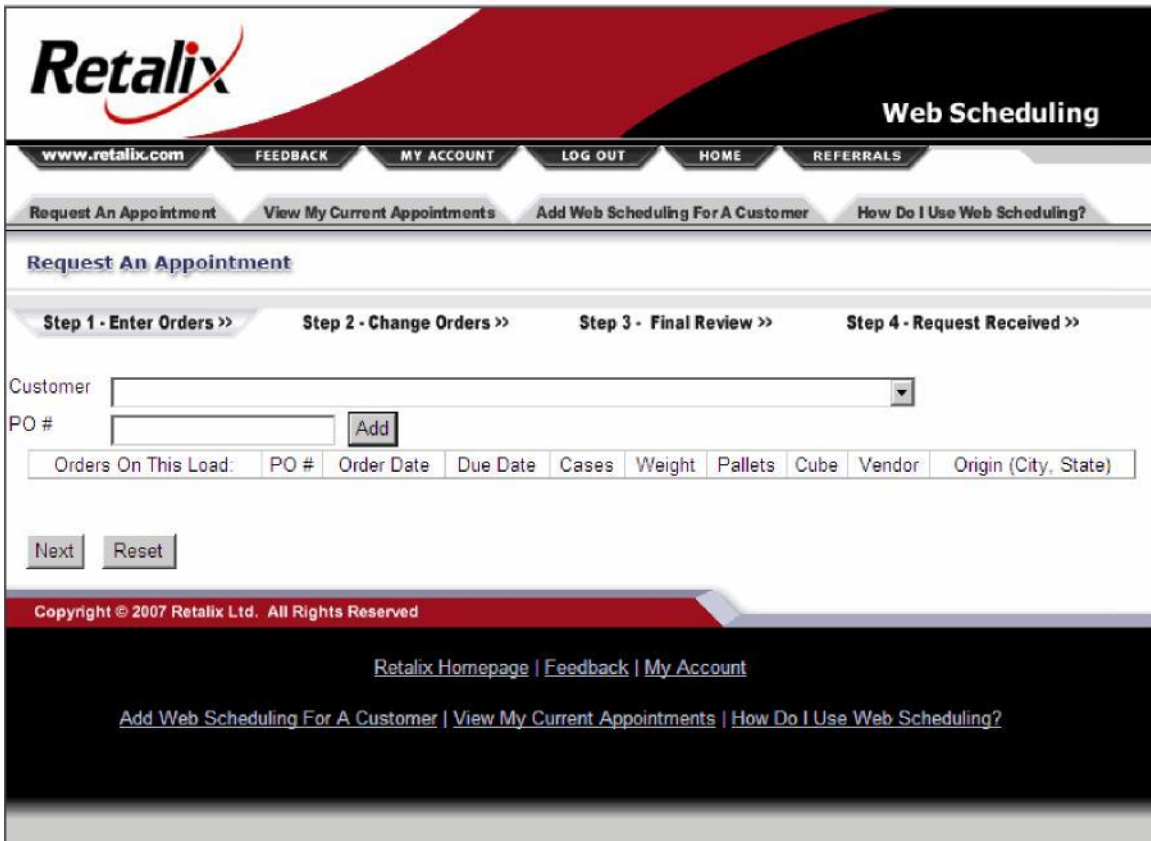 Retalix
Web Scheduling
www.retalix.com FEEDBACK MY ACCOUNT LOG OUT HOME REFERRALS
Request An Appointment View My Current Appointments Add Web Scheduling For A Customer How Do I Use Web Scheduling?
Request An Appointment
Step 1 - Enter Orders >> Step 2 - Change Orders >> Step 3 - Final Review >> Step 4 - Request Received >>
Customer
PO # Add
Orders On This Load: PO # Order Date Due Date Cases Weight Pallets Cube Vendor Origin (City, State)
Next Reset
Copyright © 2007 Retalix Ltd. All Rights Reserved
Retalix Homepage | Feedback | My Account
Add Web Scheduling For A Customer | View My Current Appointments | How Do I Use Web Scheduling?